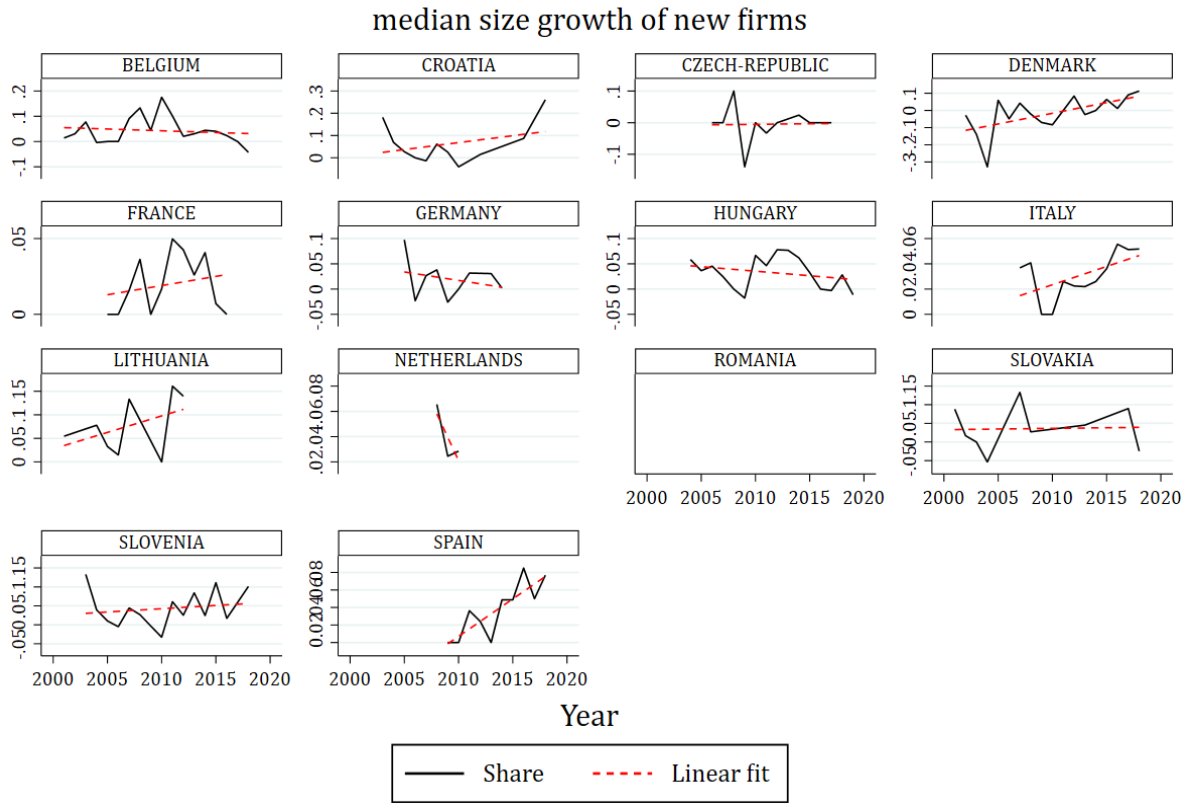 median size growth of new firms
BELGIUM
CROATIA
CZECH-REPUBLIC
DENMARK
-.1 0 .1 .2
0 .1 .2 .3
-.1 0 .1
-.3-.2-.1 0 .1
FRANCE
GERMANY
HUNGARY
ITALY
0 .05
-.05 0 .05 .1
-.05 0 .05 .1
0 .02.04.06
LITHUANIA
NETHERLANDS
ROMANIA
SLOVAKIA
0 .05 .1 .15
.02.04.06.08
-.050 .05.1.15
2000 2005 2010 2015 2020
2000 2005 2010 2015 2020
SLOVENIA
SPAIN
-.050 .05.1.15
0.02.04.06.08
2000 2005 2010 2015 2020
2000 2005 2010 2015 2020
Year
Share
Linear fit